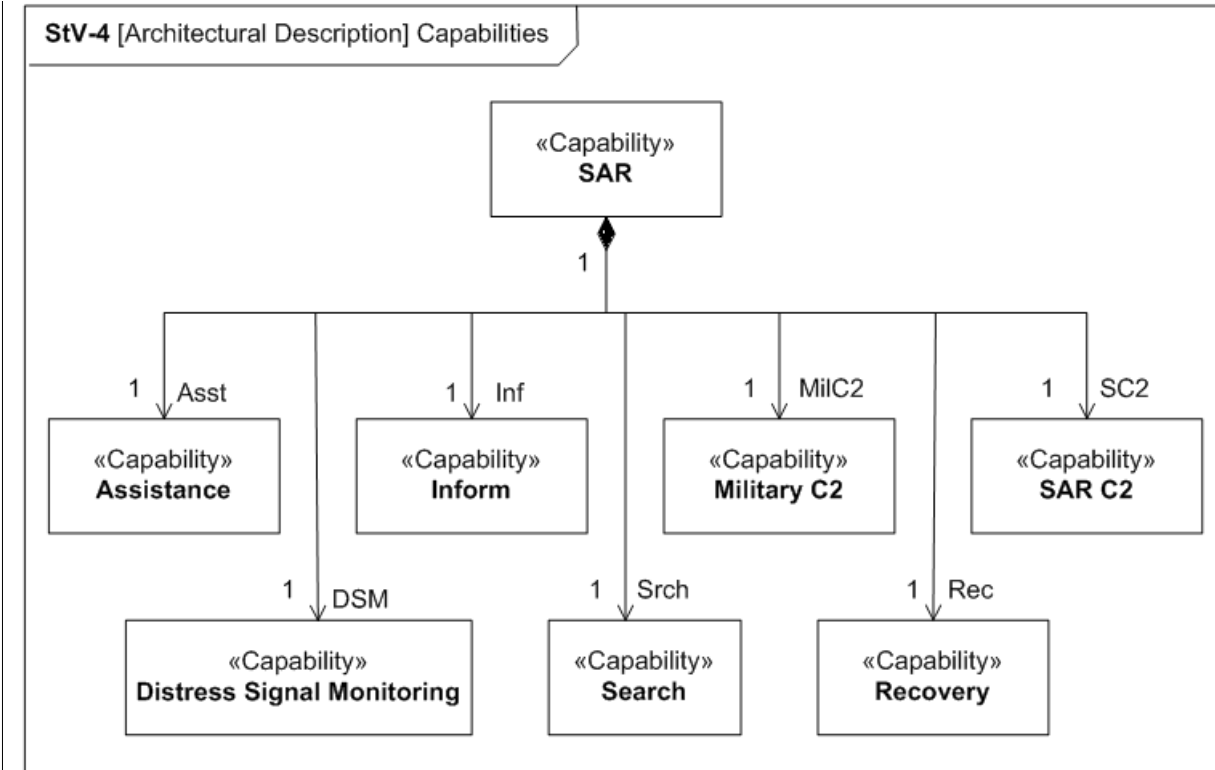 StV-4 [Architectural Description] Capabilities
«Capability»
SAR
1
1 Asst
«Capability»
Assistance
1 Inf
«Capability»
Inform
1 MilC2
«Capability»
Military C2
1 SC2
«Capability»
SAR C2
1 DSM
«Capability»
Distress Signal Monitoring
1 Srch
«Capability»
Search
1 Rec
«Capability»
Recovery